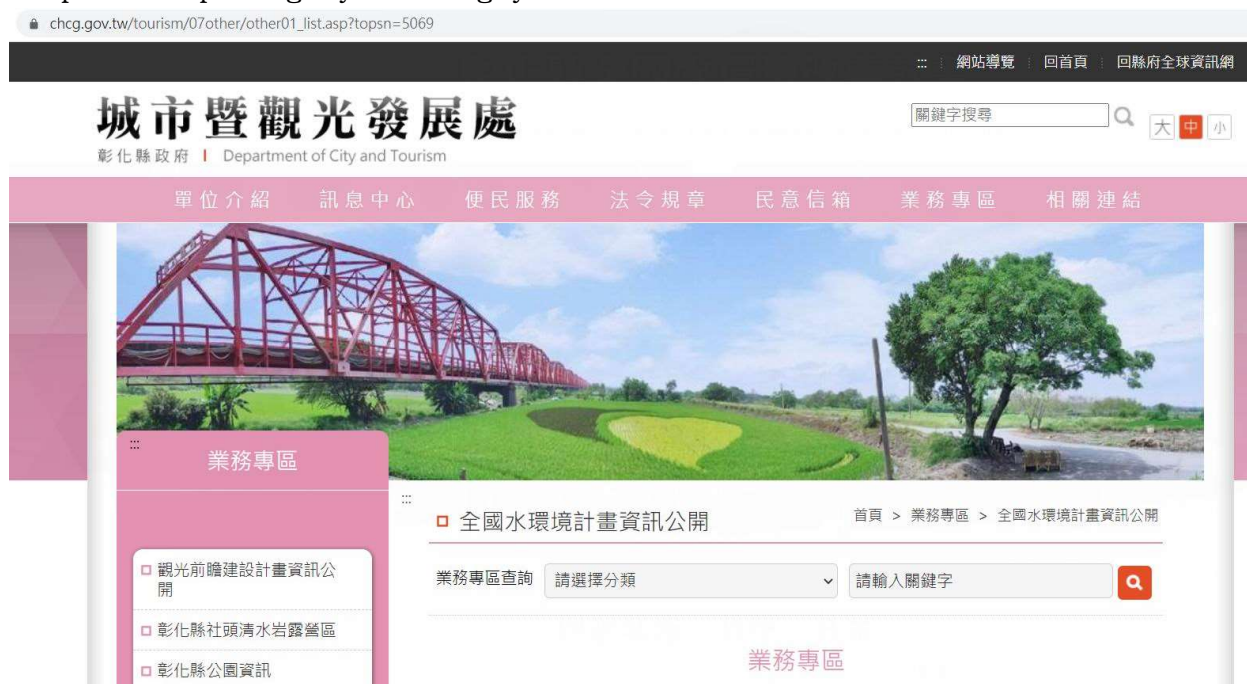 chcg.gov.tw/tourism/07other/other01_list.asp?topsn=5069
::: 網站導覽 回首頁 回縣府全球資訊網
城市暨觀光發展處
彰化縣政府 | Department of City and Tourism
關鍵字搜尋
大 中 小
單位介紹 訊息中心 便民服務 法令規章 民意信箱 業務專區 相關連結
:::
業務專區
觀光前瞻建設計畫資訊公
開
彰化縣社頭清水岩露營區
彰化縣公園資訊
:::
全國水環境計畫資訊公開
首頁 > 業務專區 > 全國水環境計畫資訊公開
業務專區查詢 請選擇分類 請輸入關鍵字
業務專區